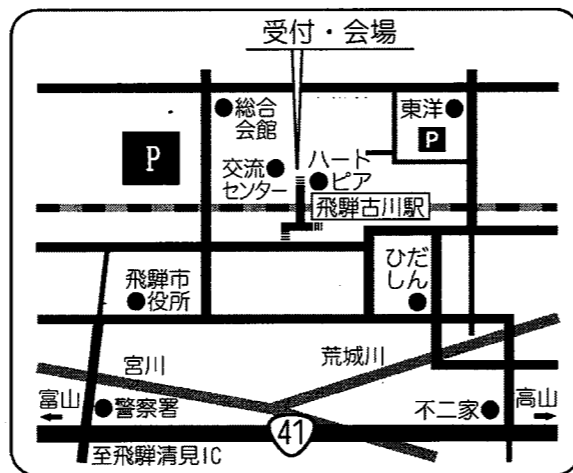 受付・会場
総合
会館
東洋
P
P
交流
センター
ハート
ピア
飛騨古川駅
飛騨市
役所
ひだ
しん
宮川
荒城川
富山
警察署
41
不二家
高山
至飛騨清見IC